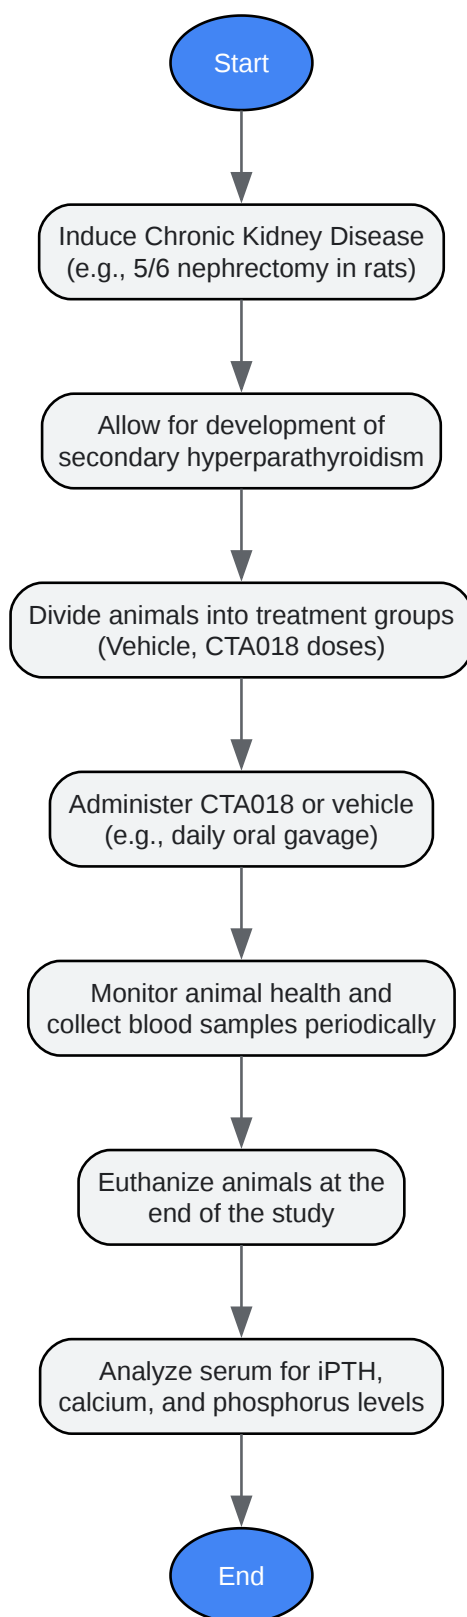 Start
Induce Chronic Kidney Disease
(e.g., 5/6 nephrectomy in rats)
Allow for development of
secondary hyperparathyroidism
Divide animals into treatment groups
(Vehicle, CTA018 doses)
Administer CTA018 or vehicle
(e.g., daily oral gavage)
Monitor animal health and
collect blood samples periodically
Euthanize animals at the
end of the study
Analyze serum for iPTH,
calcium, and phosphorus levels
End